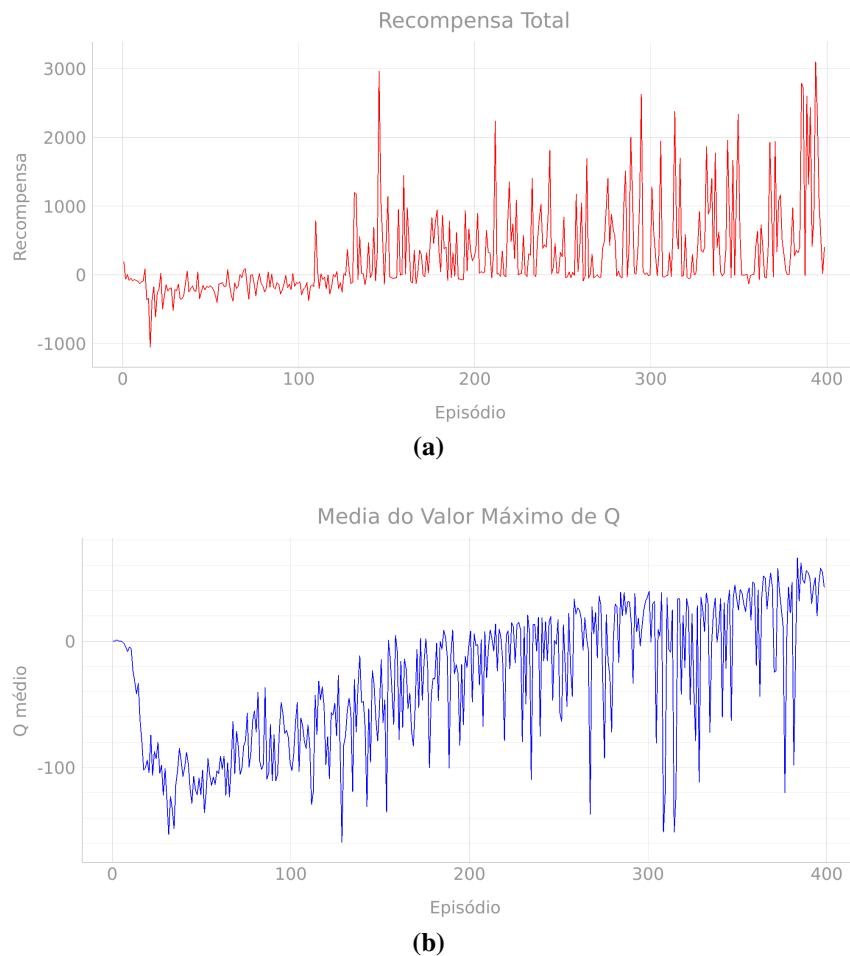 Recompensa Total
3000
2000
1000
0
-1000
Recompensa
0 100 200 300 400
Episódio
(a)
Media do Valor Máximo de Q
0
-100
Q médio
0 100 200 300 400
Episódio
(b)